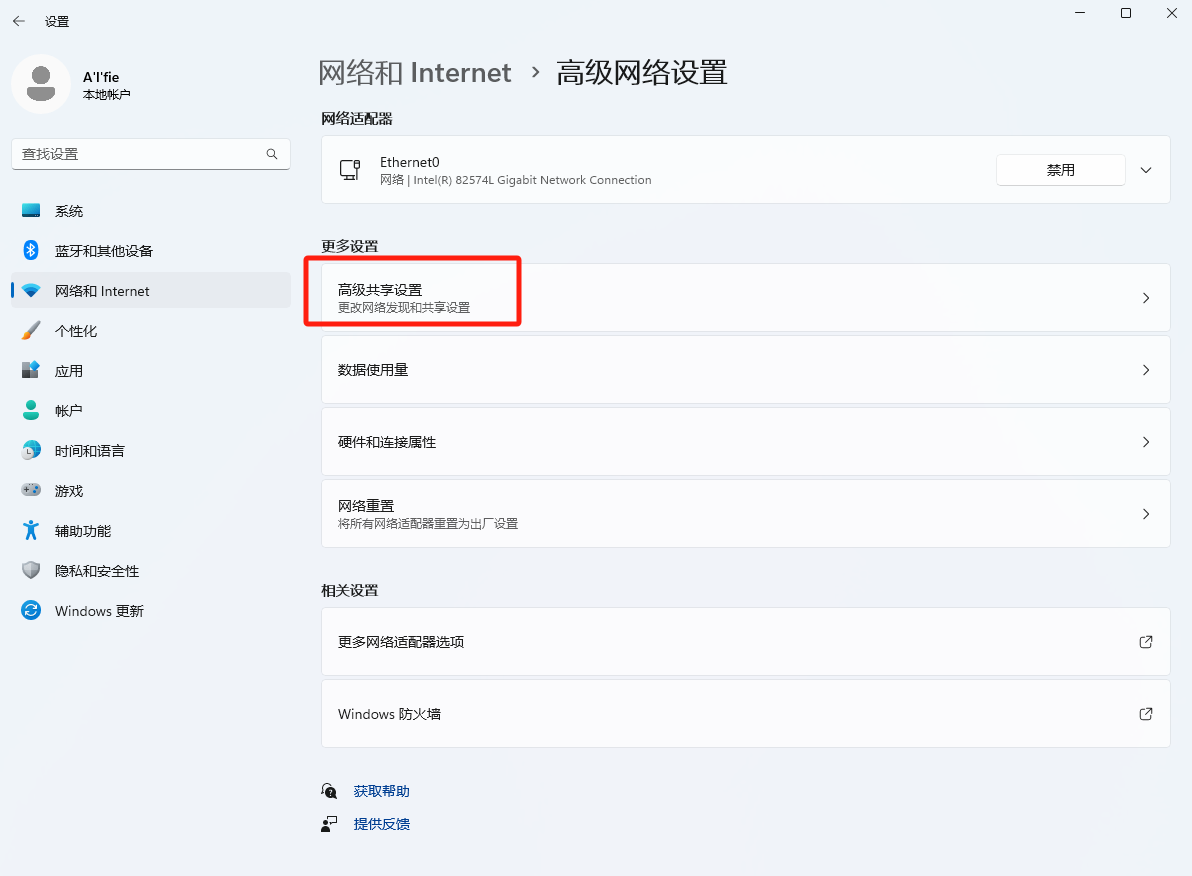 设置
A'l'fie
本地帐户
查找设置
系统
蓝牙和其他设备
网络和 Internet
个性化
应用
帐户
时间和语言
游戏
辅助功能
隐私和安全性
Windows 更新
网络和 Internet › 高级网络设置
网络适配器
Ethernet0
网络 | Intel(R) 82574L Gigabit Network Connection
禁用
更多设置
高级共享设置
更改网络发现和共享设置
数据使用量
硬件和连接属性
网络重置
将所有网络适配器重置为出厂设置
相关设置
更多网络适配器选项
Windows 防火墙
获取帮助
提供反馈